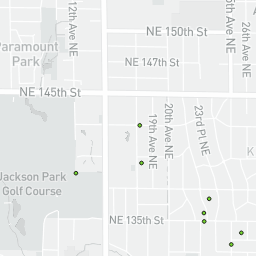 12th Ave NE
NE 150th St
26th Ave NE
Paramount
Park
NE 147th St
NE 145th St
19th Ave NE
20th Ave NE
23rd Pl NE
Jackson Park
Golf Course
NE 135th St